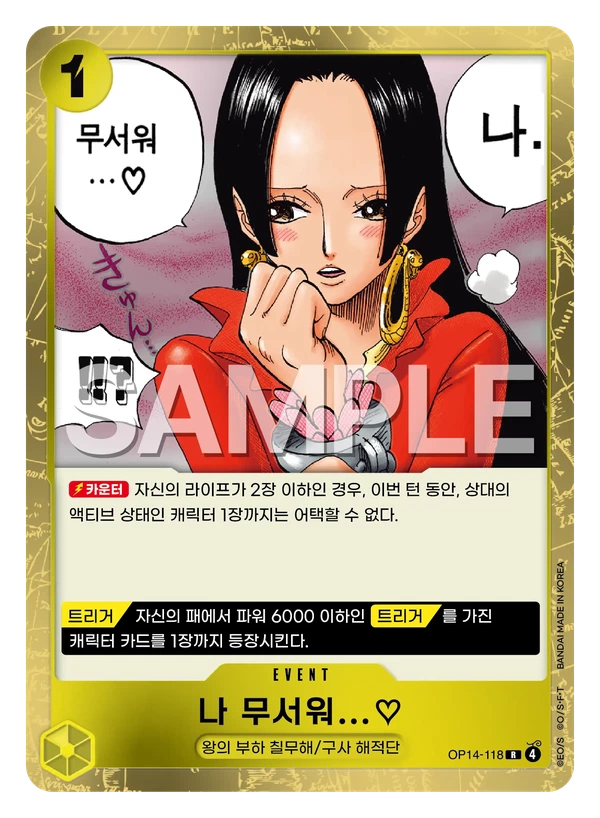 1
나.
무서워
…♡
きゅん…
!!?
SAMPLE
카운터 자신의 라이프가 2장 이하인 경우, 이번 턴 동안, 상대의
액티브 상태인 캐릭터 1장까지는 어택할 수 없다.
트리거 자신의 패에서 파워 6000 이하인 트리거 를 가진
캐릭터 카드를 1장까지 등장시킨다.
EVENT
나 무서워…♡
왕의 부하 칠무해/구사 해적단
OP14-118 R 4
©EO/S ©O/S·F·T BANDAI MADE IN KOREA